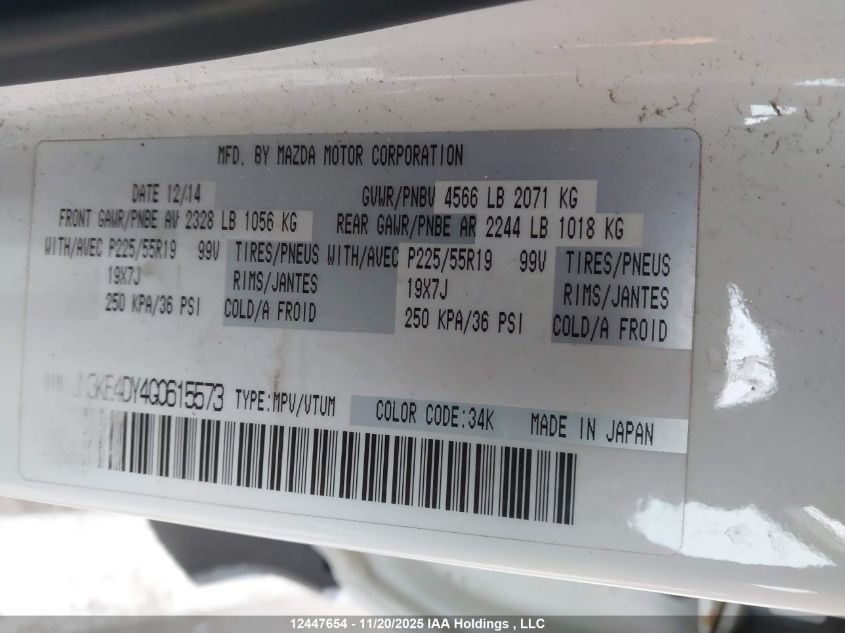 MFD. BY MAZDA MOTOR CORPORATION
DATE 12/14 GVWR/PNBV 4566 LB 2071 KG
FRONT GAWR/PNBE AV 2328 LB 1056 KG REAR GAWR/PNBE AR 2244 LB 1018 KG
WITH/AVEC P225/55R19 99V TIRES/PNEUS WITH/AVEC P225/55R19 99V TIRES/PNEUS
19X7J RIMS/JANTES 19X7J RIMS/JANTES
250 KPA/36 PSI COLD/A FROID 250 KPA/36 PSI COLD/A FROID
VIN: JM3KE4DY4G0615573 TYPE:MPV/VTUM COLOR CODE:34K MADE IN JAPAN
12447654 - 11/20/2025 IAA Holdings , LLC